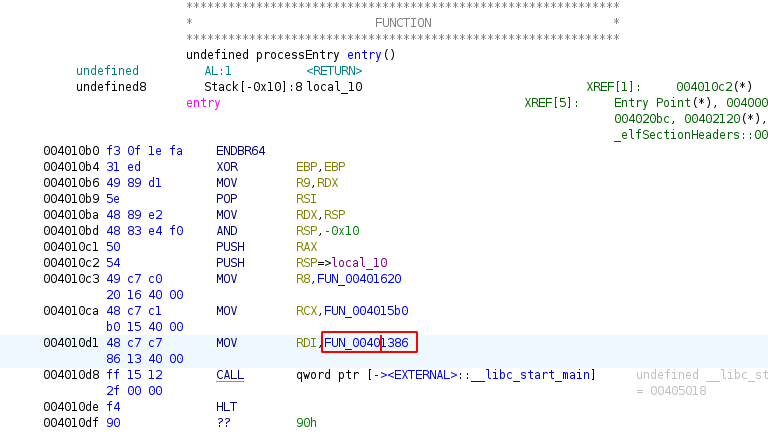 *************************************************************
* FUNCTION *
*************************************************************
undefined processEntry entry()
undefined AL:1 <RETURN>
undefined8 Stack[-0x10]:8 local_10 XREF[1]: 004010c2(*)
entry XREF[5]: Entry Point(*), 004000
004020bc, 00402120(*),
_elfSectionHeaders::00
004010b0 f3 0f 1e fa ENDBR64
004010b4 31 ed XOR EBP,EBP
004010b6 49 89 d1 MOV R9,RDX
004010b9 5e POP RSI
004010ba 48 89 e2 MOV RDX,RSP
004010bd 48 83 e4 f0 AND RSP,-0x10
004010c1 50 PUSH RAX
004010c2 54 PUSH RSP=>local_10
004010c3 49 c7 c0 MOV R8,FUN_00401620
20 16 40 00
004010ca 48 c7 c1 MOV RCX,FUN_004015b0
b0 15 40 00
004010d1 48 c7 c7 MOV RDI,FUN_00401386
86 13 40 00
004010d8 ff 15 12 CALL qword ptr [-><EXTERNAL>::__libc_start_main] undefined __libc_st
2f 00 00 = 00405018
004010de f4 HLT
004010df 90 ?? 90h